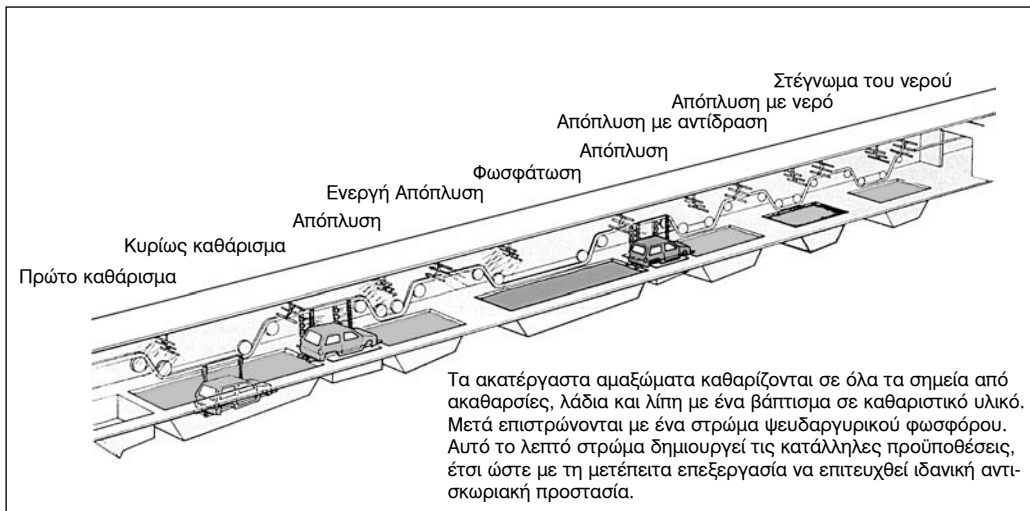 Στέγνωμα του νερού
Απόπλυση με νερό
Απόπλυση με αντίδραση
Απόπλυση
Φωσφάτωση
Ενεργή Απόπλυση
Απόπλυση
Κυρίως καθάρισμα
Πρώτο καθάρισμα
Τα ακατέργαστα αμαξώματα καθαρίζονται σε όλα τα σημεία από
ακαθαρσίες, λάδια και λίπη με ένα βάπτισμα σε καθαριστικό υλικό.
Μετά επιστρώνονται με ένα στρώμα ψευδαργυρικού φωσφόρου.
Αυτό το λεπτό στρώμα δημιουργεί τις κατάλληλες προϋποθέσεις,
έτσι ώστε με τη μετέπειτα επεξεργασία να επιτευχθεί ιδανική αντι-
σκωριακή προστασία.